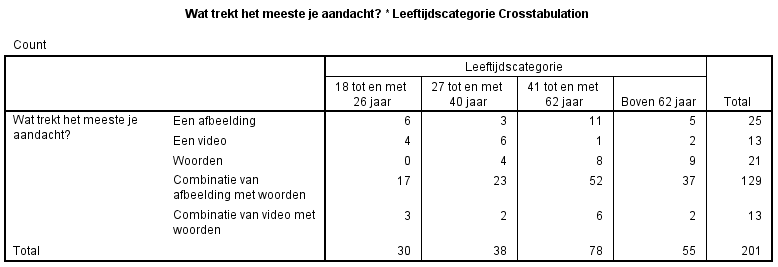 Wat trekt het meeste je aandacht? * Leeftijdscategorie Crosstabulation
Count
Leeftijdscategorie
18 tot en met 26 jaar 27 tot en met 40 jaar 41 tot en met 62 jaar Boven 62 jaar Total
Wat trekt het meeste je aandacht? Een afbeelding 6 3 11 5 25
Een video 4 6 1 2 13
Woorden 0 4 8 9 21
Combinatie van afbeelding met woorden 17 23 52 37 129
Combinatie van video met woorden 3 2 6 2 13
Total 30 38 78 55 201